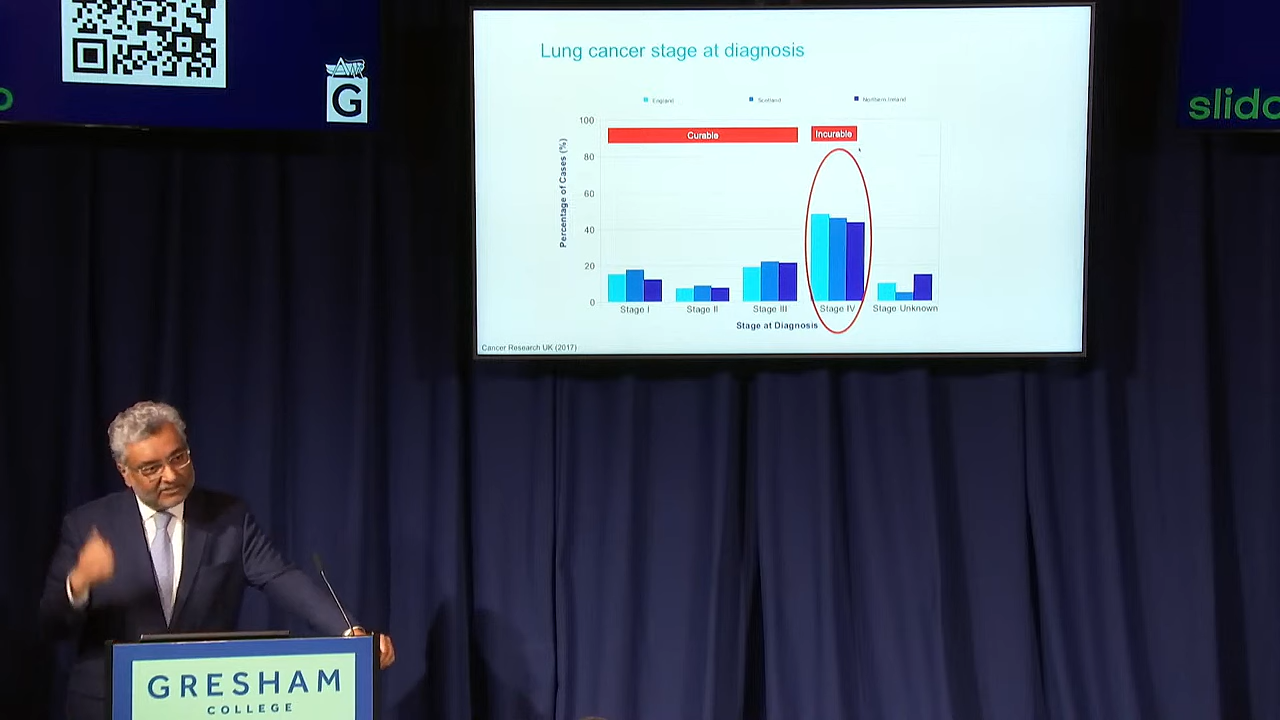 G
o
slido
Lung cancer stage at diagnosis
England Scotland Northern Ireland
100
80
60
40
20
0
Percentage of Cases (%)
Curable
Incurable
Stage I Stage II Stage III Stage IV Stage Unknown
Stage at Diagnosis
Cancer Research UK (2017)
GRESHAM
COLLEGE